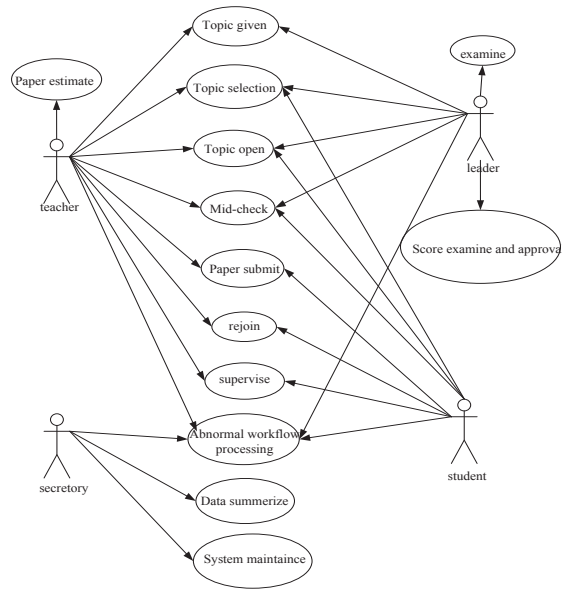 Topic given
examine
Paper estimate
Topic selection
Topic open
leader
teacher
Mid-check
Score examine and approva
Paper submit
rejoin
supervise
Abnormal workflow
processing
student
secretory
Data summerize
System maintaince